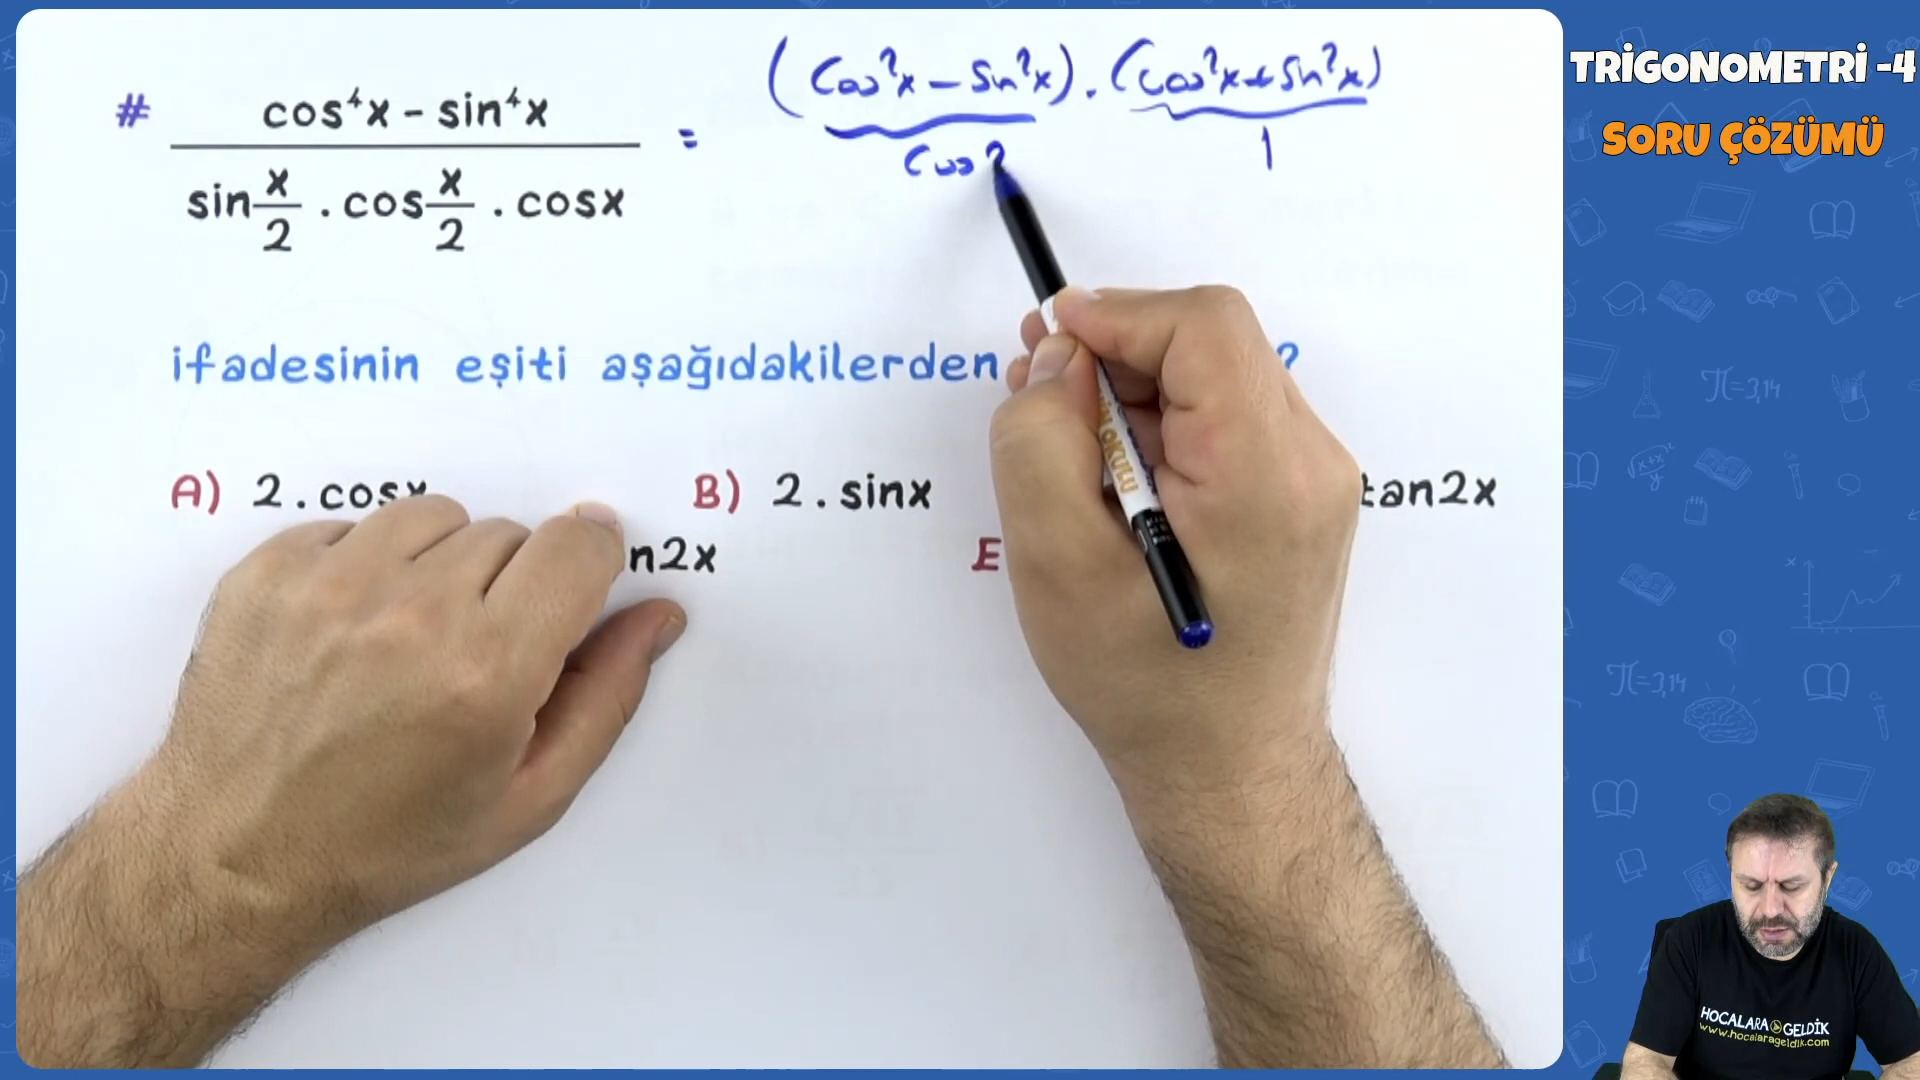 TRİGONOMETRİ -4
SORU ÇÖZÜMÜ
# cos⁴x - sin⁴x / sin x/2 . cos x/2 . cosx = (cos²x - sin²x) . (cos²x + sin²x)
cos2 1
ifadesinin eşiti aşağıdakilerden ?
A) 2.cosx B) 2.sinx tan2x
n2x E
π=3,14
π=3,14
HOCALARA GELDİK
www.hocalarageldik.com